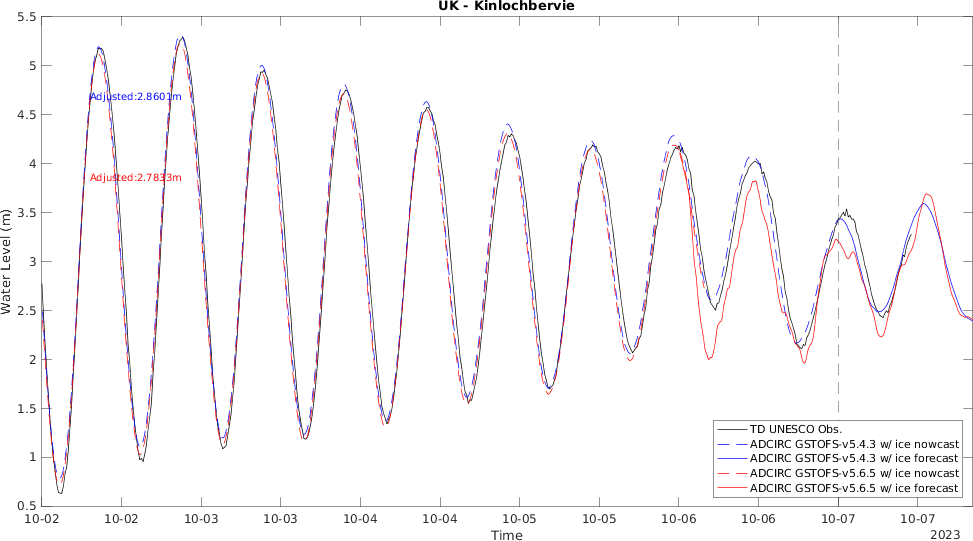 UK - Kinlochbervie
5.5
5
4.5
4
3.5
3
2.5
2
1.5
1
0.5
Water Level (m)
Adjusted:2.8601m
Adjusted:2.7833m
TD UNESCO Obs.
ADCIRC GSTOFS-v5.4.3 w/ ice nowcast
ADCIRC GSTOFS-v5.4.3 w/ ice forecast
ADCIRC GSTOFS-v5.6.5 w/ ice nowcast
ADCIRC GSTOFS-v5.6.5 w/ ice forecast
10-02 10-02 10-03 10-03 10-04 10-04 10-05 10-05 10-06 10-06 10-07 10-07
Time
2023